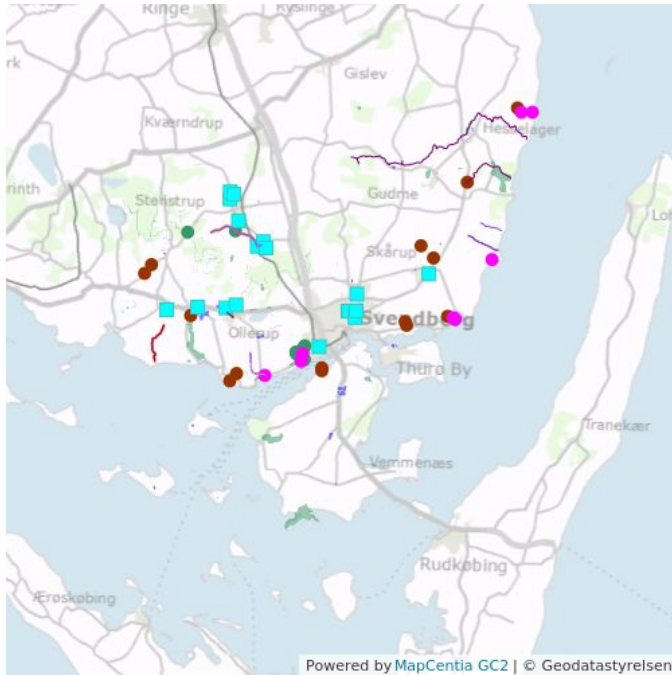 Ringe
Ryslinge
Gislev
Kværndrup
Hesselager
rinth
Stenstrup
Gudme
Skårup
Svendborg
Ollerup
Thurø By
Tranekær
Vemmenæs
Rudkøbing
Ærøskøbing
Powered by MapCentia GC2 | © Geodatastyrelsen